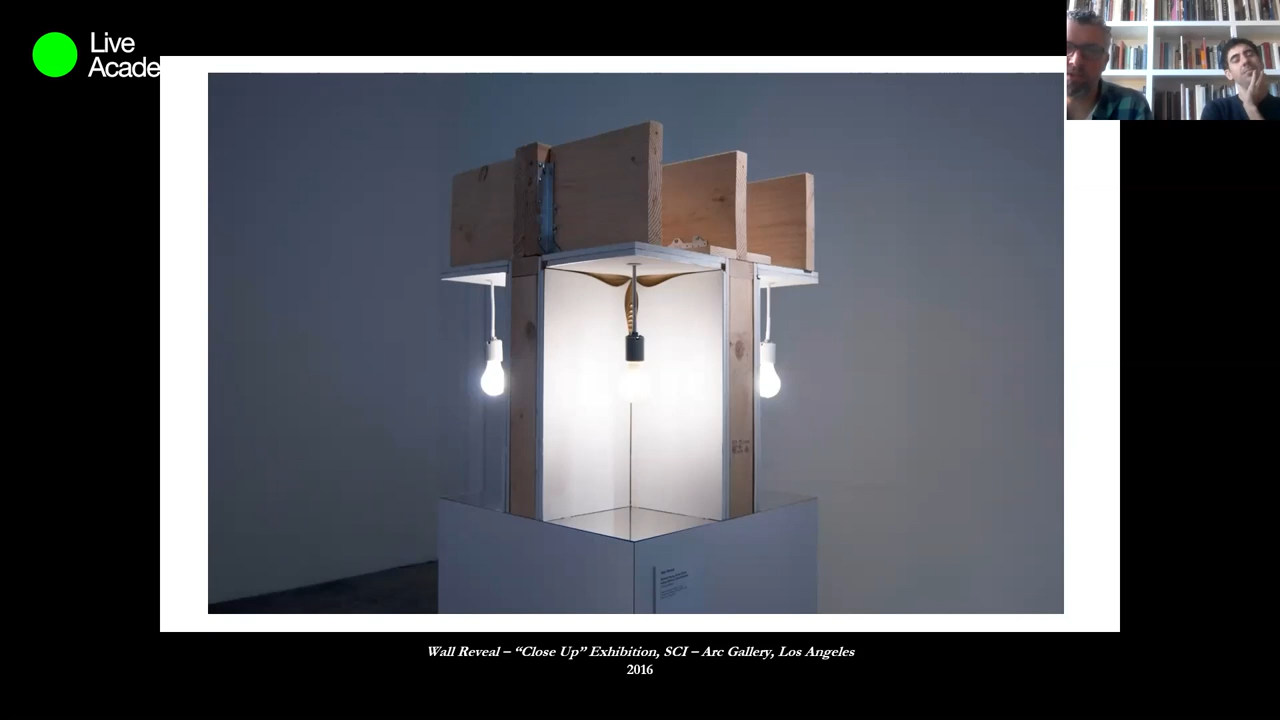 Live
Acade
Wall Reveal – “Close Up” Exhibition, SCI – Arc Gallery, Los Angeles
2016